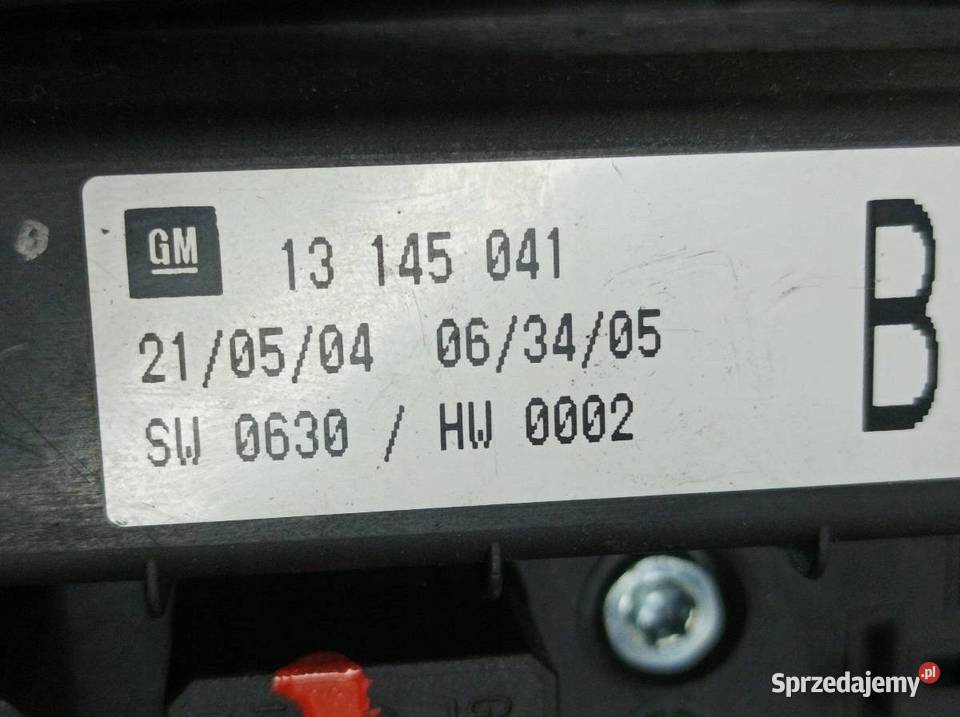 GM 13 145 041 B
21/05/04 06/34/05
SW 0630 / HW 0002
Sprzedajemy.pl